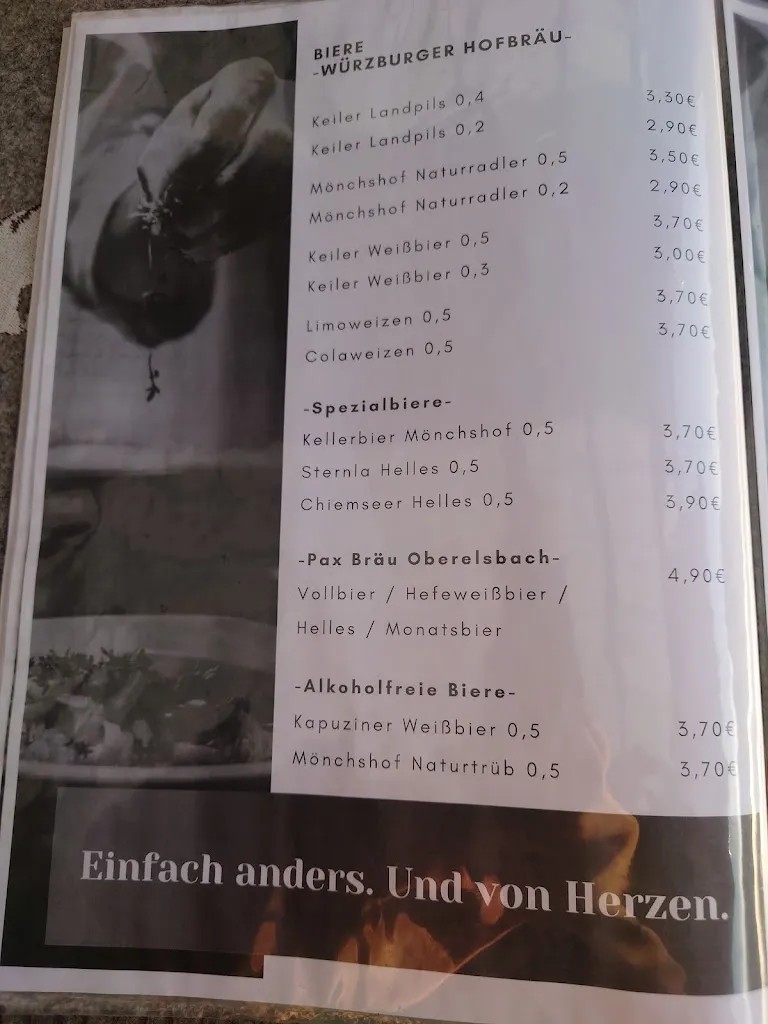 BIERE
-WÜRZBURGER HOFBRÄU-
Keiler Landpils 0,4 3,30€
Keiler Landpils 0,2 2,90€
Mönchshof Naturradler 0,5 3,50€
Mönchshof Naturradler 0,2 2,90€
Keiler Weißbier 0,5 3,70€
Keiler Weißbier 0,3 3,00€
Limoweizen 0,5 3,70€
Colaweizen 0,5 3,70€
-Spezialbiere-
Kellerbier Mönchshof 0,5 3,70€
Sternla Helles 0,5 3,70€
Chiemseer Helles 0,5 3,90€
-Pax Bräu Oberelsbach-
Vollbier / Hefeweißbier / 4,90€
Helles / Monatsbier
-Alkoholfreie Biere-
Kapuziner Weißbier 0,5 3,70€
Mönchshof Naturtrüb 0,5 3,70€
Einfach anders. Und von Herzen.